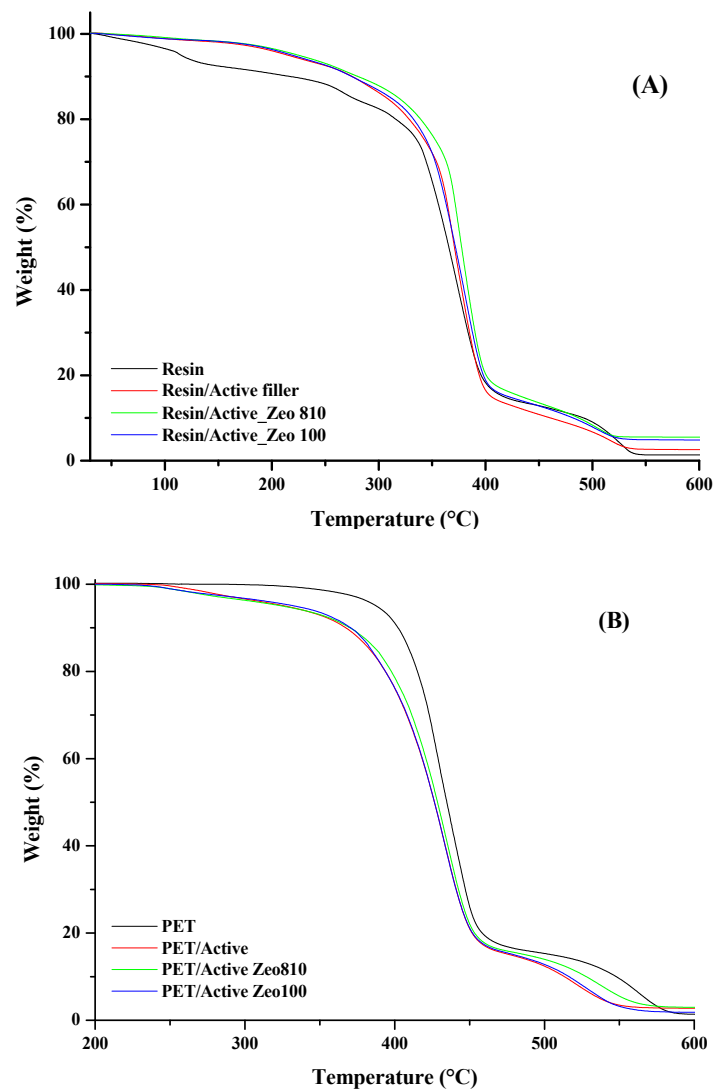 100
(A)
80
60
Weight (%)
40
20
0
Resin
Resin/Active filler
Resin/Active_Zeo 810
Resin/Active_Zeo 100
100 200 300 400 500 600
Temperature (°C)
100
(B)
80
60
Weight (%)
40
20
0
PET
PET/Active
PET/Active Zeo810
PET/Active Zeo100
200 300 400 500 600
Temperature (°C)